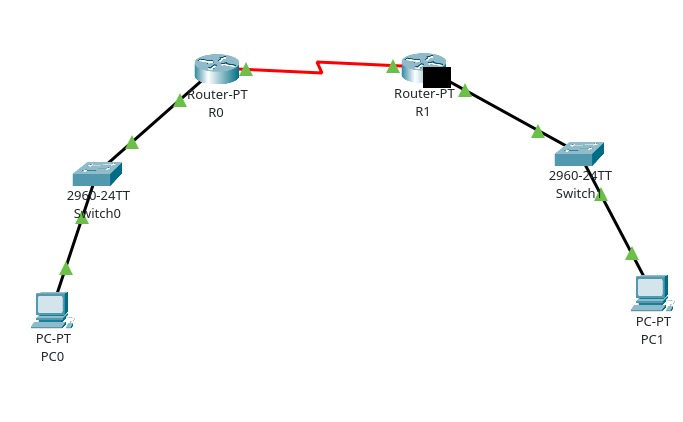 Router-PT
R0
Router-PT
R1
2960-24TT
Switch0
2960-24TT
Switch1
PC-PT
PC0
PC-PT
PC1